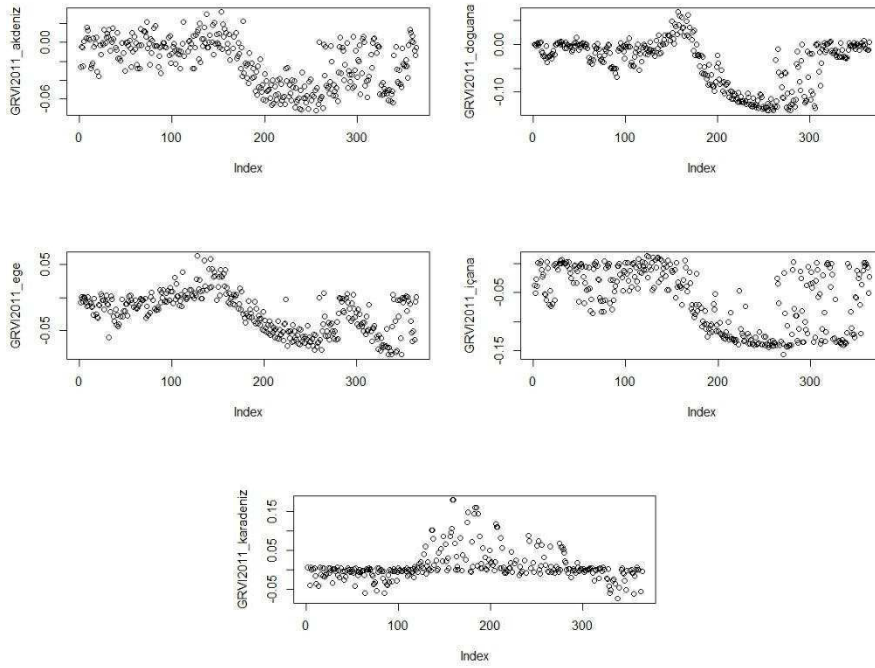 GRVI2011_akdeniz
0.00
-0.06
0 100 200 300
Index
GRVI2011_doguana
0.00
-0.10
0 100 200 300
Index
GRVI2011_ege
0.05
-0.05
0 100 200 300
Index
GRVI2011_içana
-0.05
-0.15
0 100 200 300
Index
GRVI2011_karadeniz
0.15
0.05
-0.05
0 100 200 300
Index